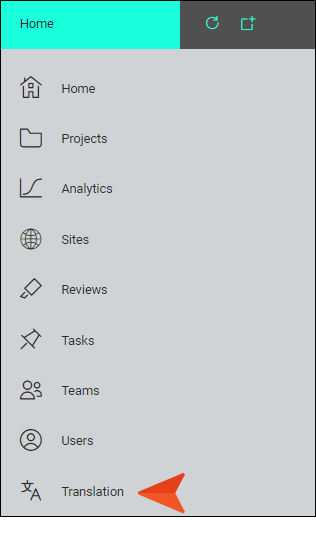 Home
Home
Projects
Analytics
Sites
Reviews
Tasks
Teams
Users
Translation